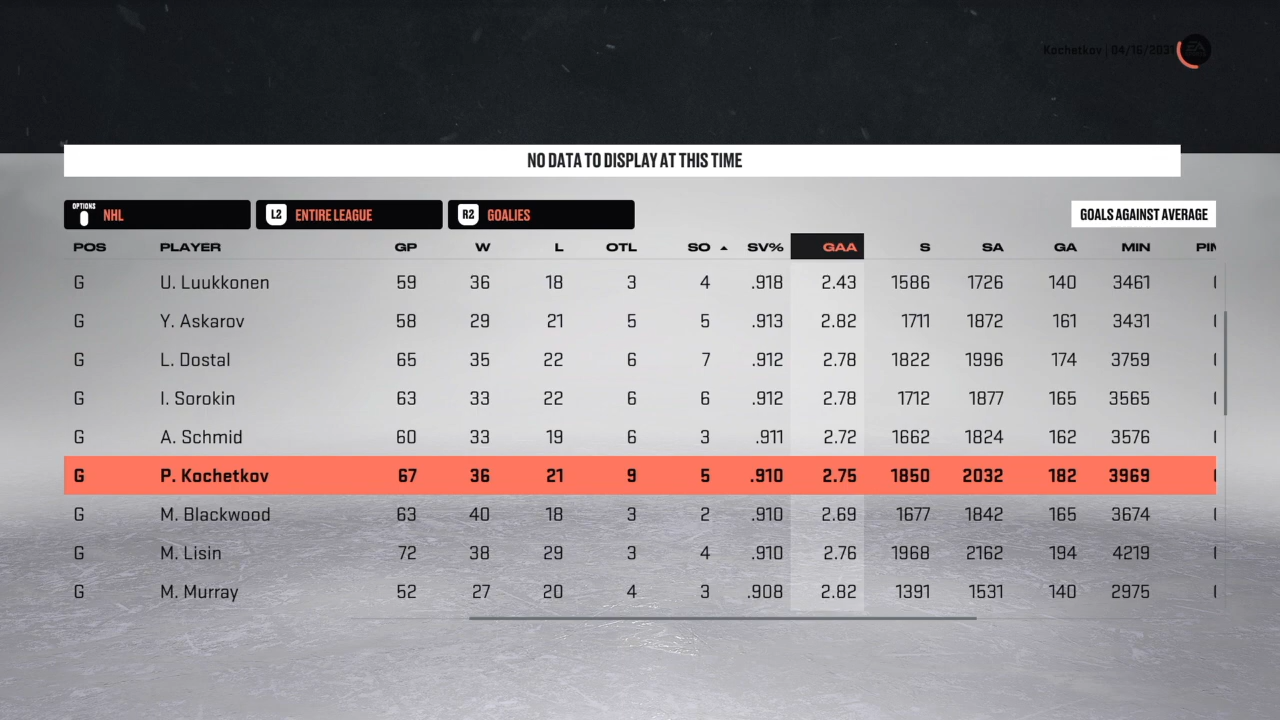 Kochetkov | 04/16/2031
NO DATA TO DISPLAY AT THIS TIME
OPTIONS NHL L2 ENTIRE LEAGUE R2 GOALIES GOALS AGAINST AVERAGE
POS PLAYER GP W L OTL SO SV% GAA S SA GA MIN
G U. Luukkonen 59 36 18 3 4 .918 2.43 1586 1726 140 3461
G Y. Askarov 58 29 21 5 5 .913 2.82 1711 1872 161 3431
G L. Dostal 65 35 22 6 7 .912 2.78 1822 1996 174 3759
G I. Sorokin 63 33 22 6 6 .912 2.78 1712 1877 165 3565
G A. Schmid 60 33 19 6 3 .911 2.72 1662 1824 162 3576
G P. Kochetkov 67 36 21 9 5 .910 2.75 1850 2032 182 3969
G M. Blackwood 63 40 18 3 2 .910 2.69 1677 1842 165 3674
G M. Lisin 72 38 29 3 4 .910 2.76 1968 2162 194 4219
G M. Murray 52 27 20 4 3 .908 2.82 1391 1531 140 2975